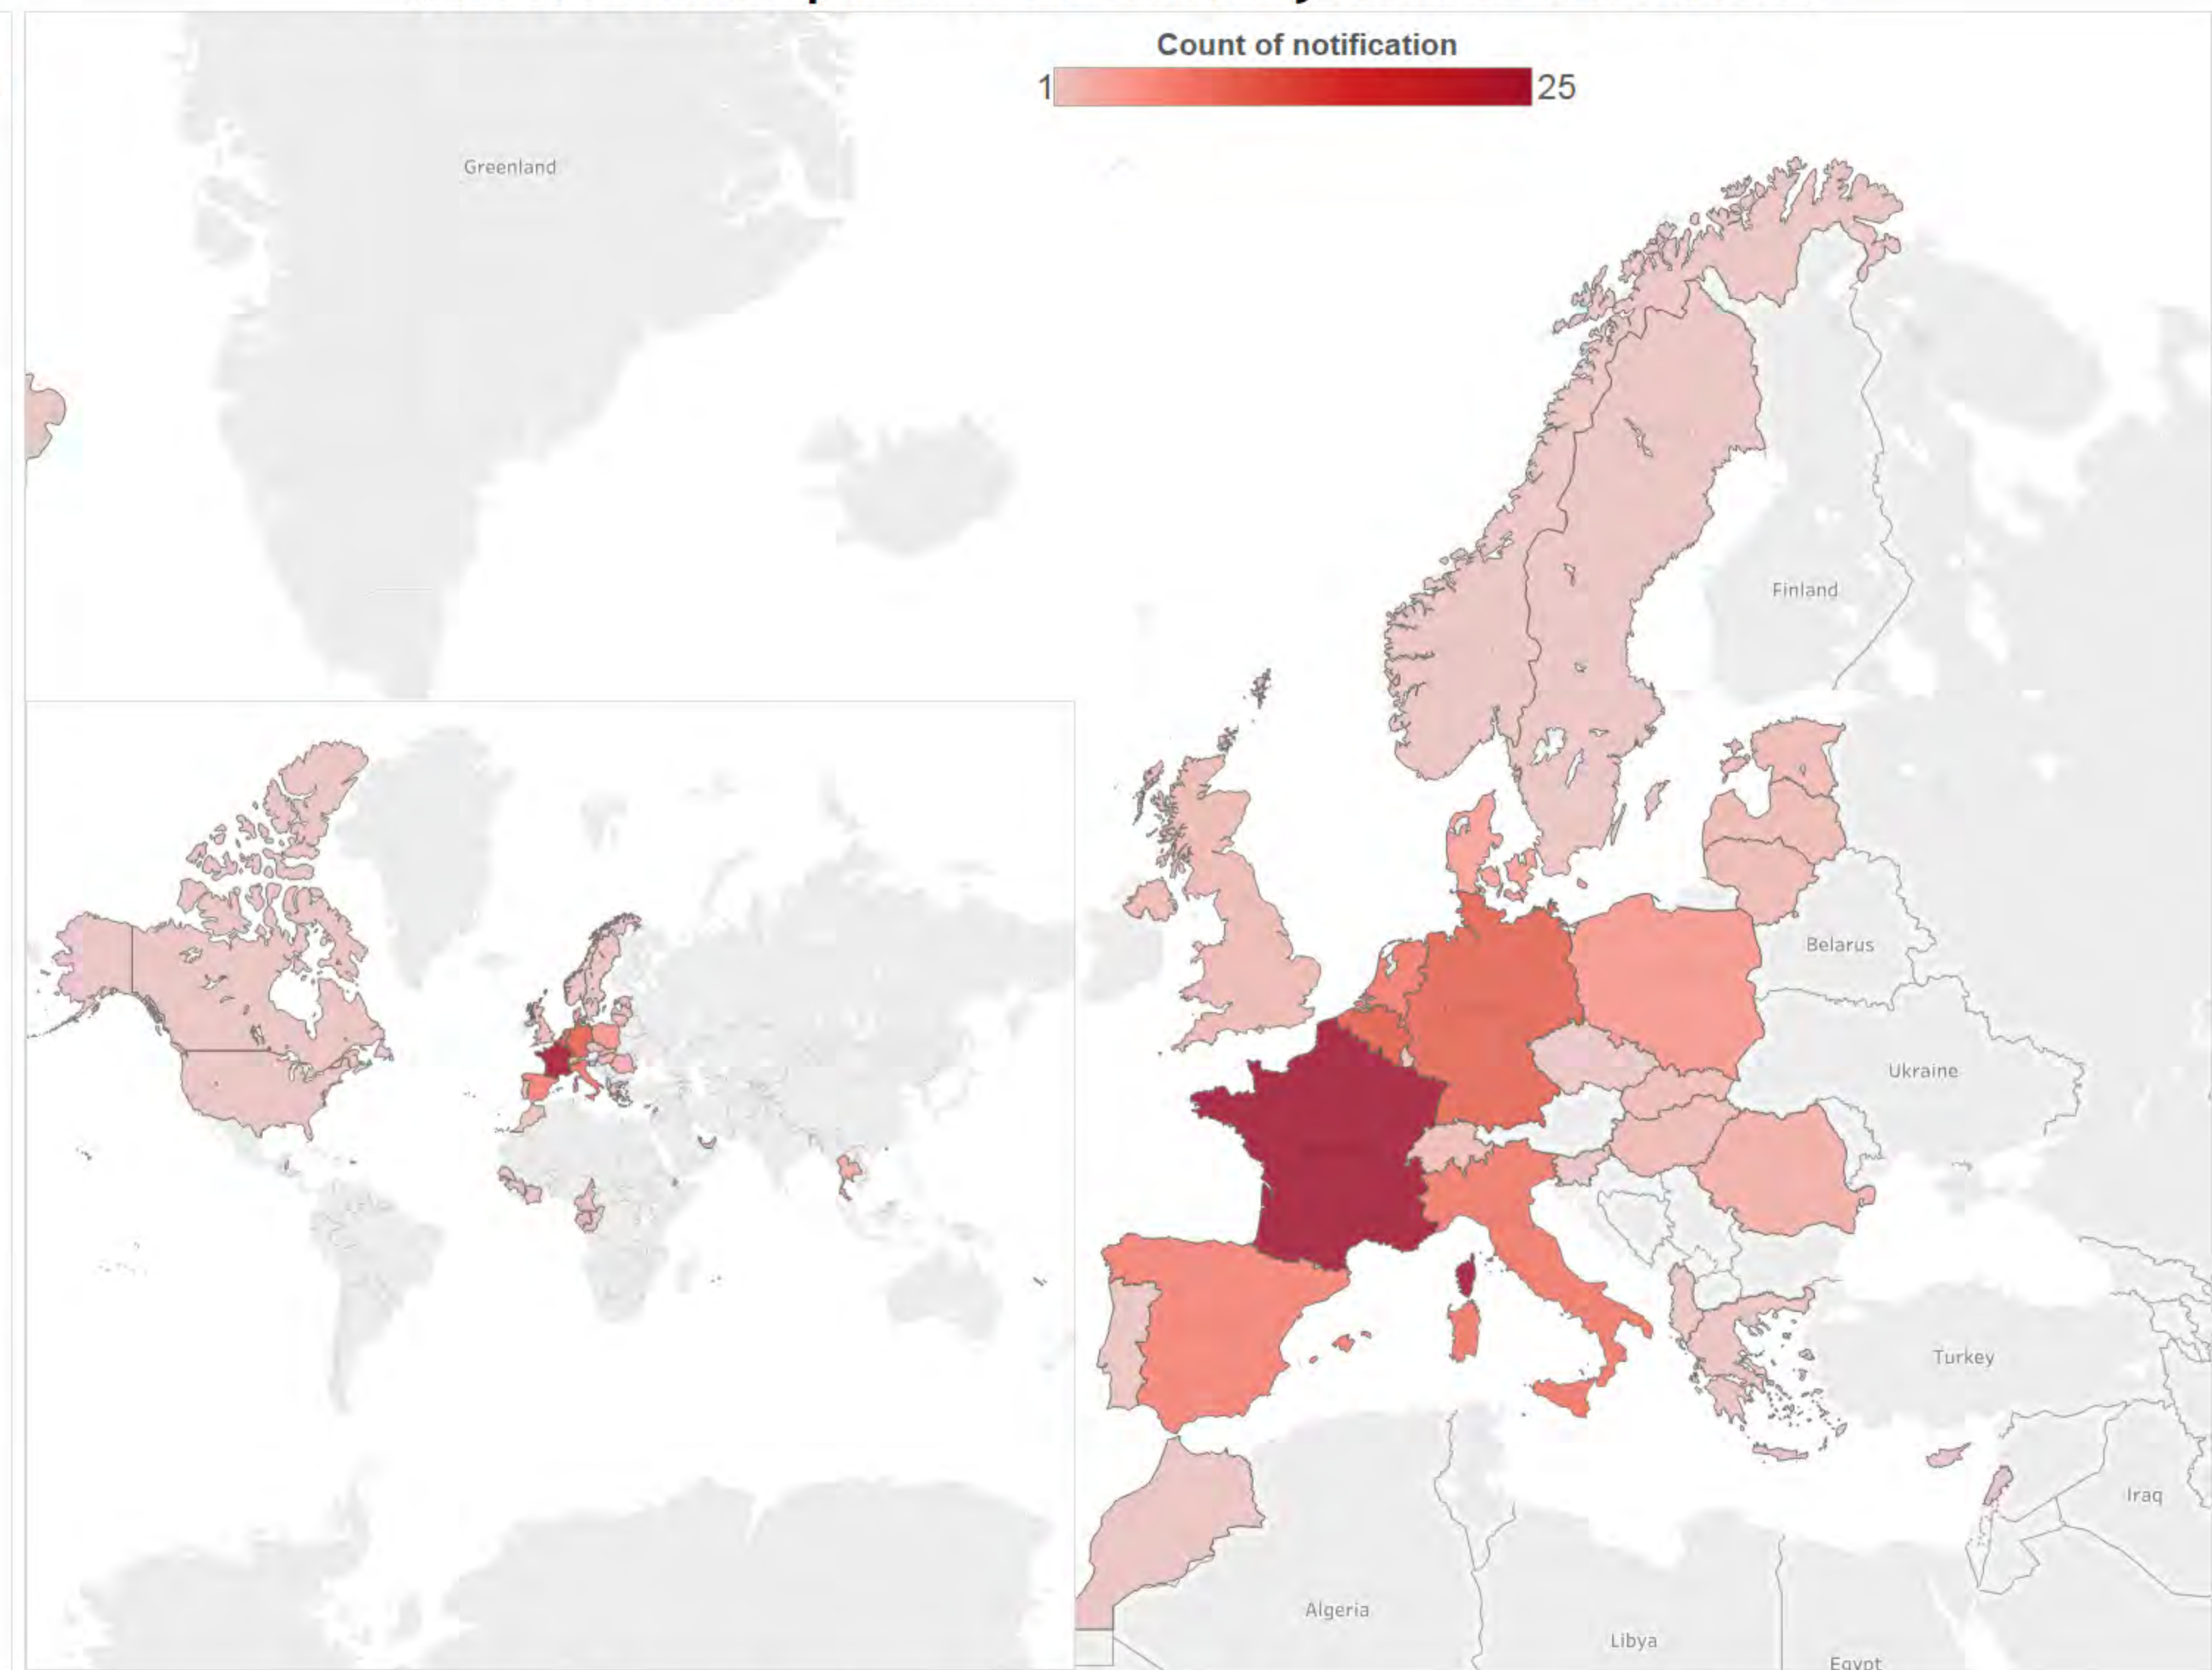 Count of notification
1 25
Greenland
Finland
Belarus
Ukraine
Turkey
Iraq
Algeria
Libya
Egypt